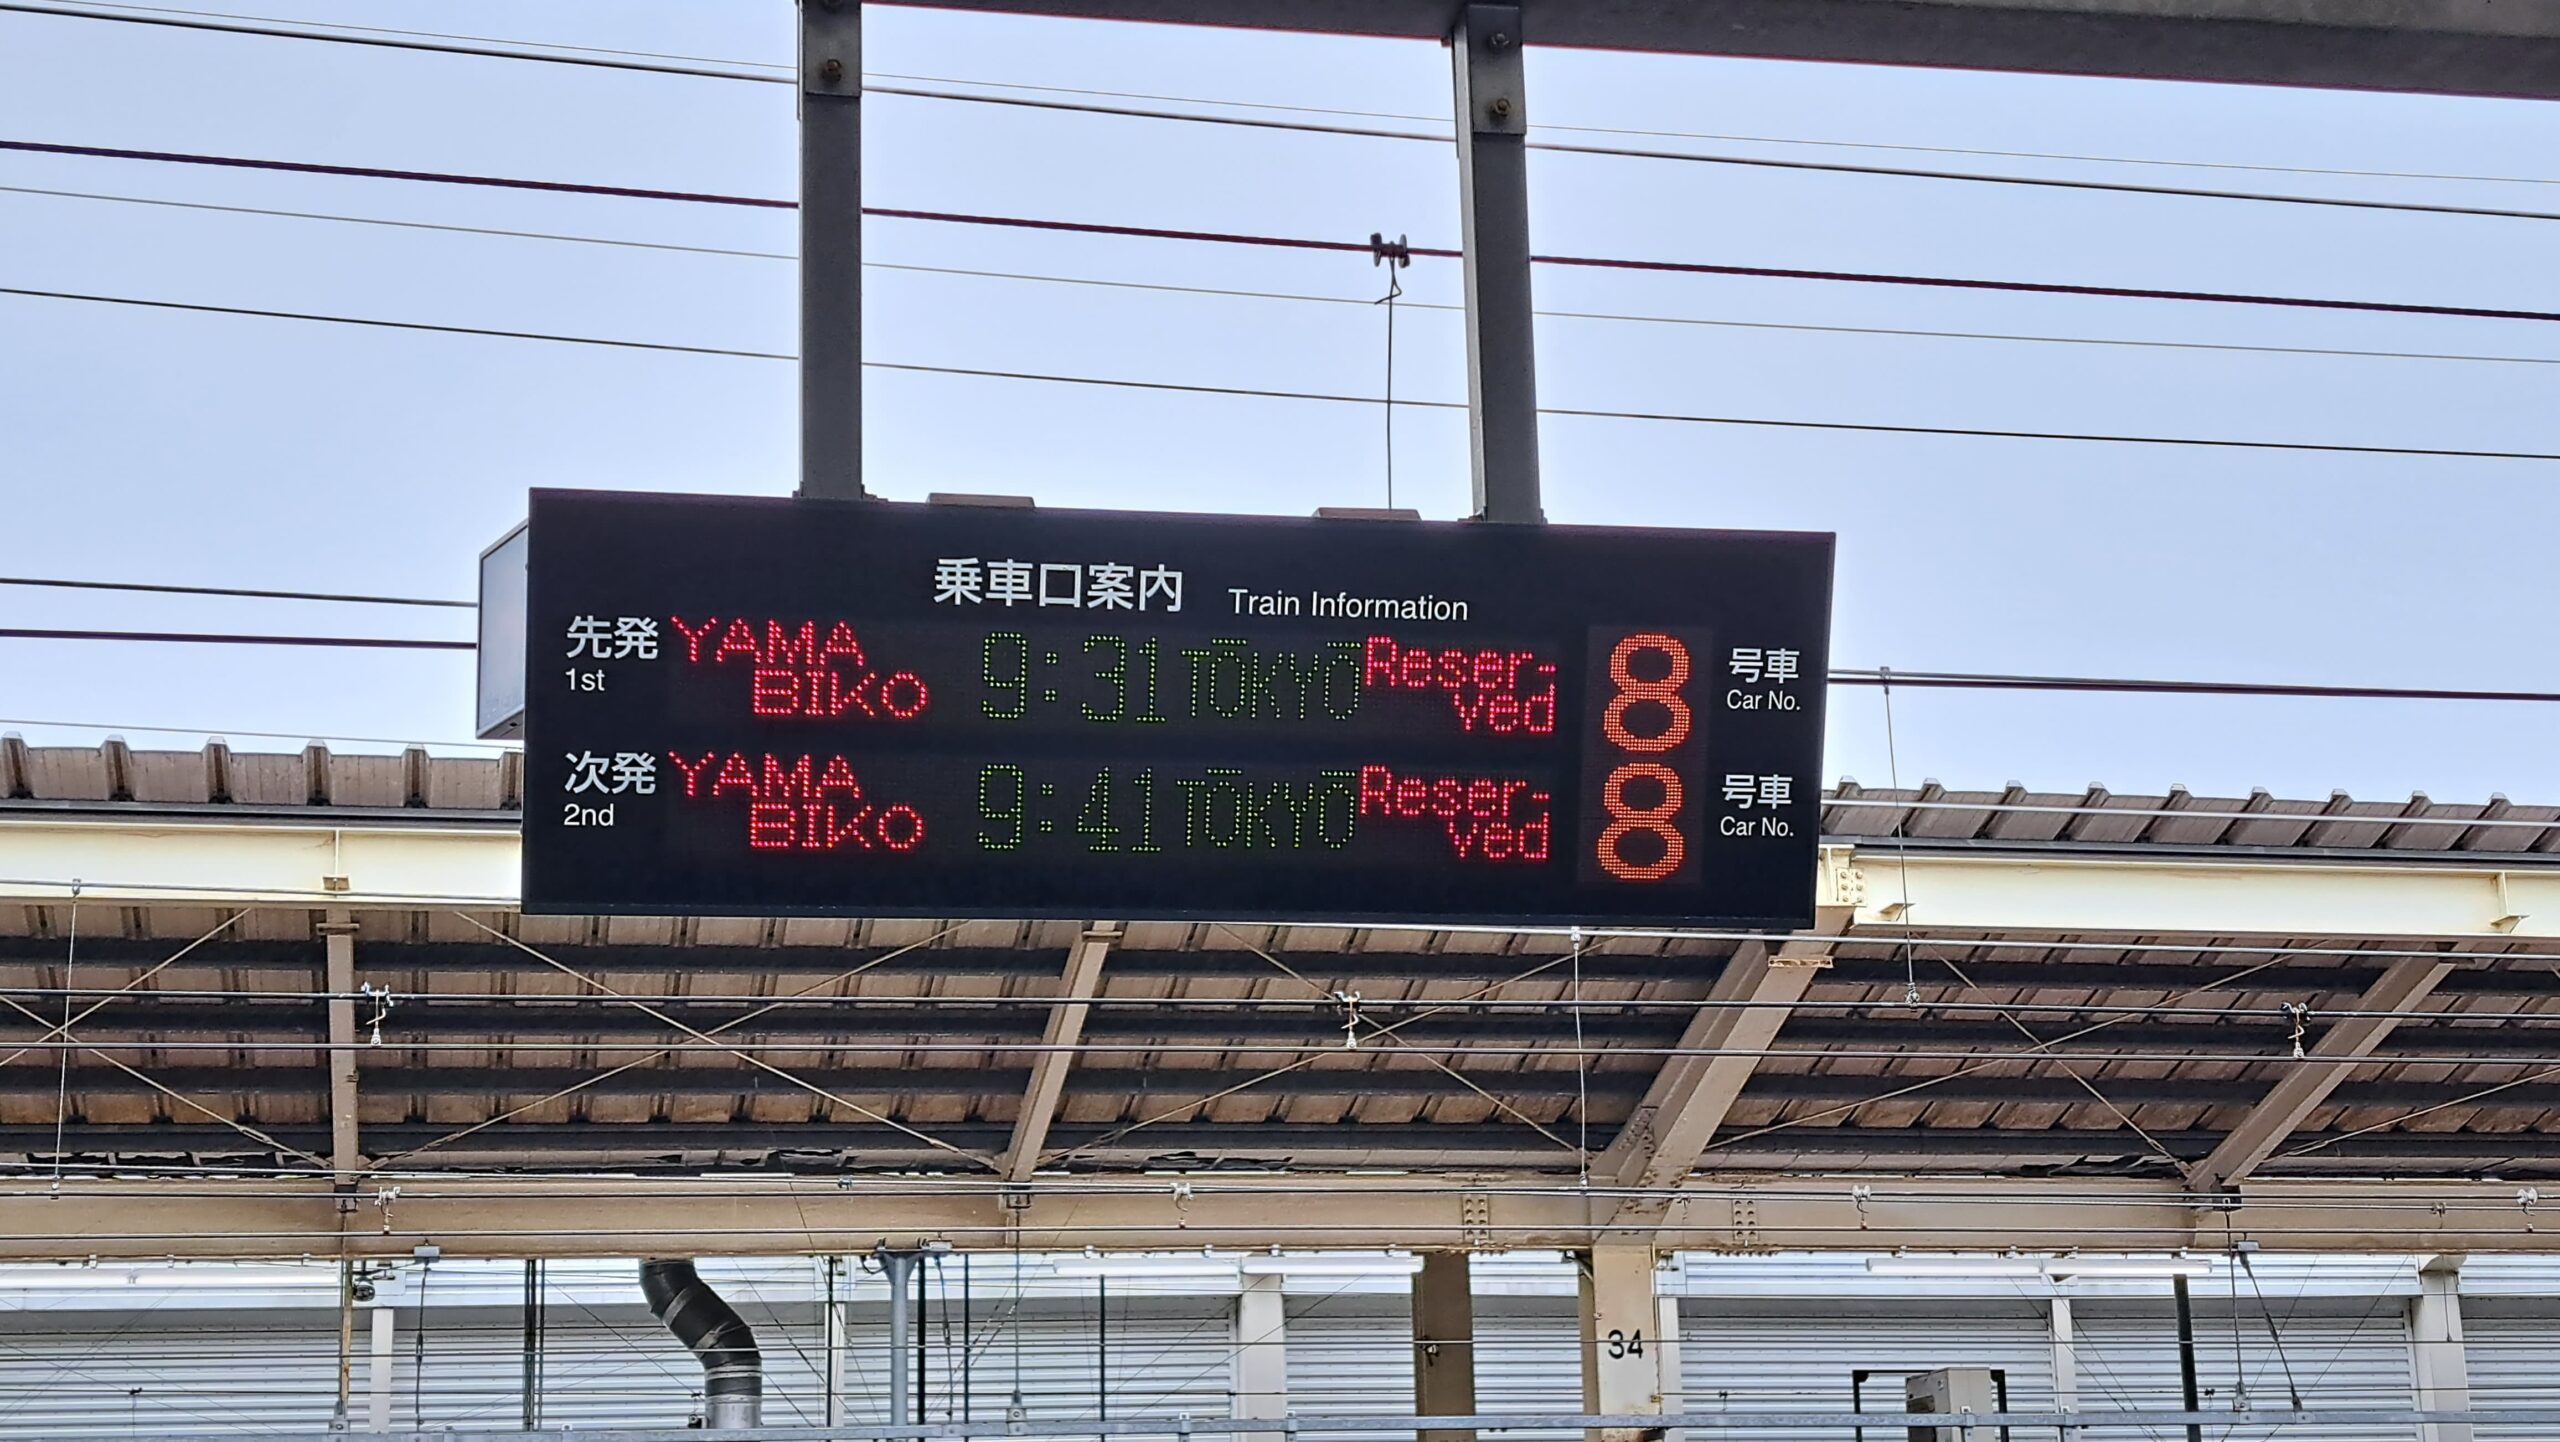 乗車口案内 Train Information
先発 YAMA BIKO 9:31 TŌKYŌ Reser- ved 8 号車
1st Car No.
次発 YAMA BIKO 9:41 TŌKYŌ Reser- ved 8 号車
2nd Car No.
34